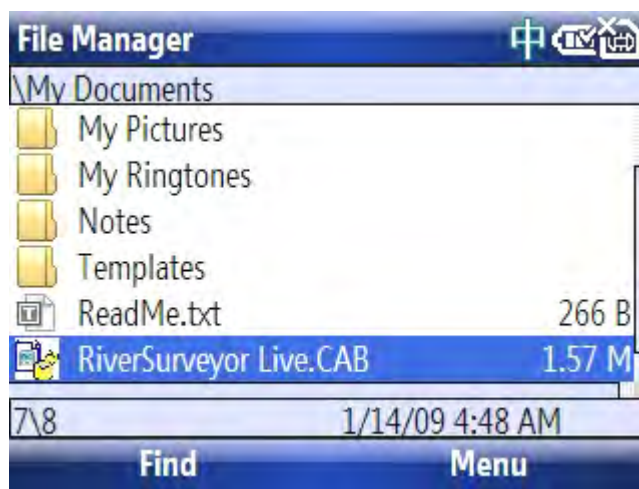 File Manager 中
\My Documents
My Pictures
My Ringtones
Notes
Templates
ReadMe.txt 266 B
RiverSurveyor Live.CAB 1.57 M
7\8 1/14/09 4:48 AM
Find Menu